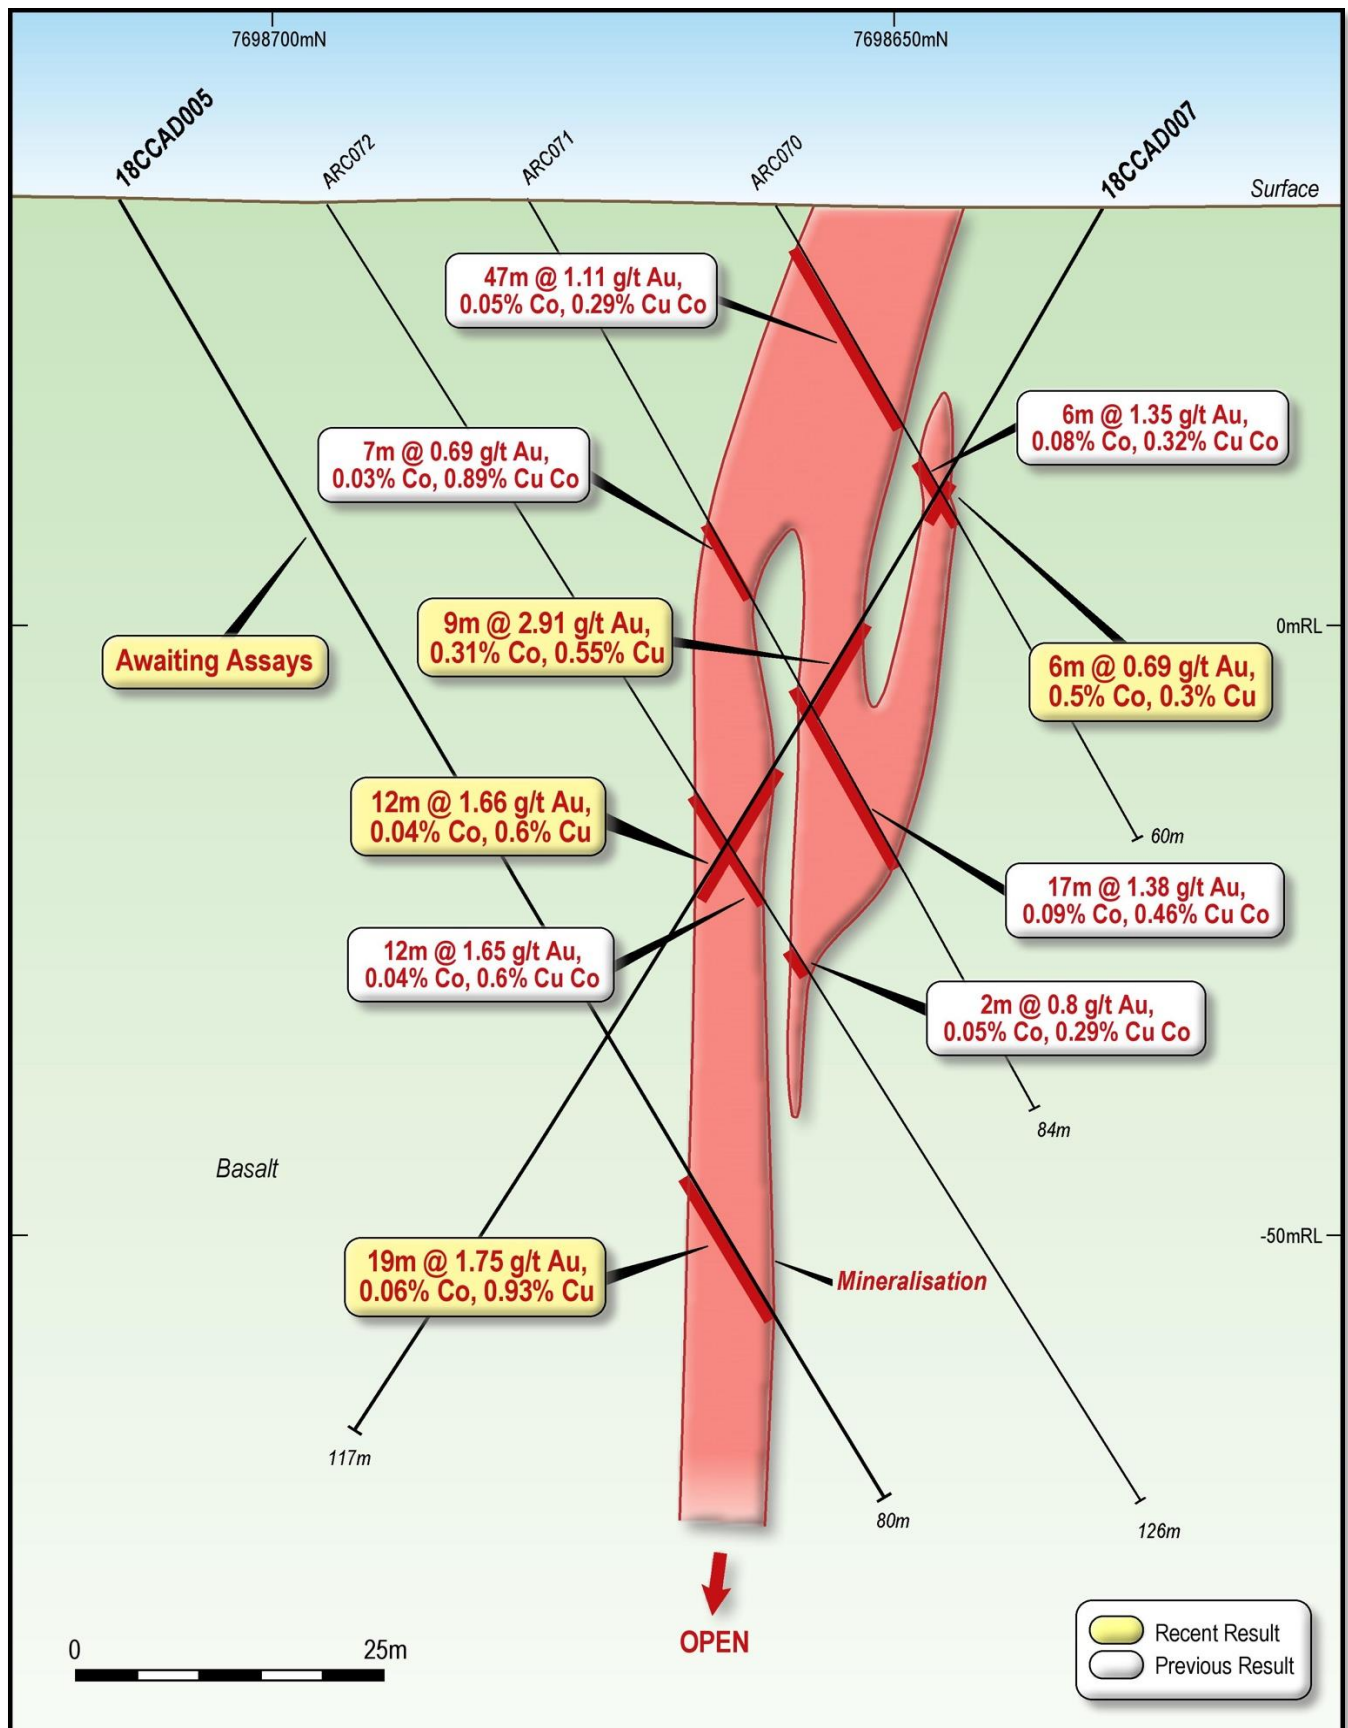 7698700mN
7698650mN
18CCAD005
ARC072
ARC071
ARC070
18CCAD007
Surface
47m @ 1.11 g/t Au,
0.05% Co, 0.29% Cu Co
6m @ 1.35 g/t Au,
0.08% Co, 0.32% Cu Co
7m @ 0.69 g/t Au,
0.03% Co, 0.89% Cu Co
9m @ 2.91 g/t Au,
0.31% Co, 0.55% Cu
0mRL
Awaiting Assays
6m @ 0.69 g/t Au,
0.5% Co, 0.3% Cu
12m @ 1.66 g/t Au,
0.04% Co, 0.6% Cu
60m
17m @ 1.38 g/t Au,
0.09% Co, 0.46% Cu Co
12m @ 1.65 g/t Au,
0.04% Co, 0.6% Cu Co
2m @ 0.8 g/t Au,
0.05% Co, 0.29% Cu Co
84m
Basalt
-50mRL
19m @ 1.75 g/t Au,
0.06% Co, 0.93% Cu
Mineralisation
117m
80m
126m
OPEN
0 25m
Recent Result
Previous Result